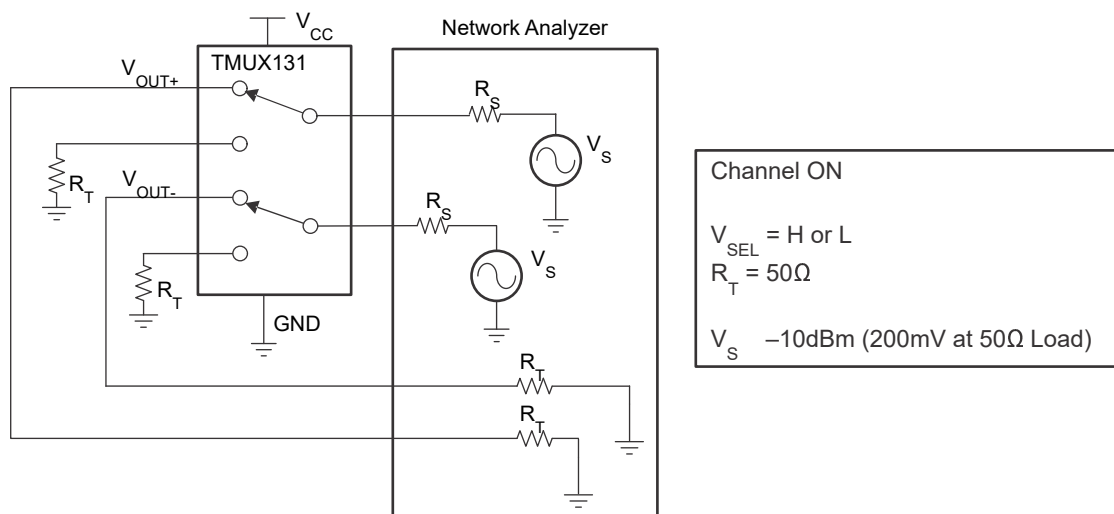 Network Analyzer
V_CC
TMUX131
V_OUT+
R_S
V_S
R_T
V_OUT-
R_S
V_S
R_T
GND
R_T
R_T
Channel ON
V_SEL = H or L
R_T = 50Ω
V_S –10dBm (200mV at 50Ω Load)